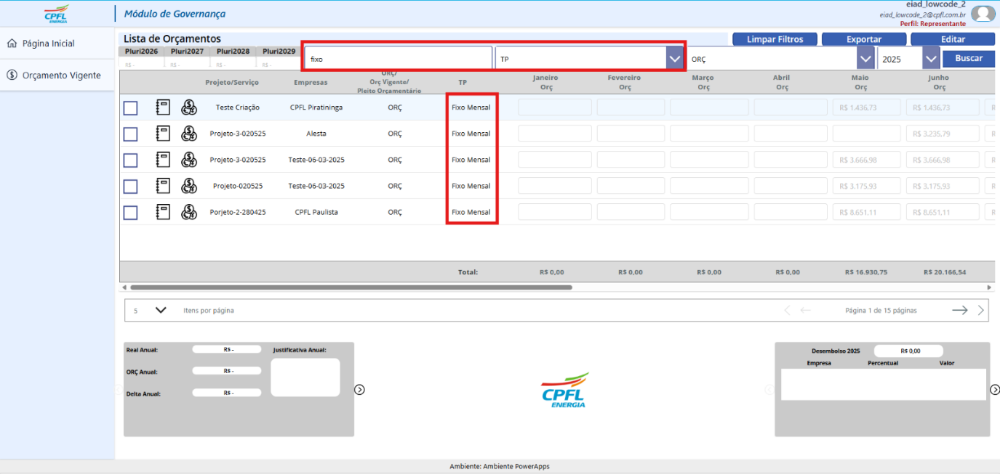 CPFL
ENERGIA
Módulo de Governança
eiad_lowcode_2
eiad_lowcode_2@cpfl.com.br
Perfil: Representante
Página Inicial
Orçamento Vigente
Lista de Orçamentos
Limpar Filtros
Exportar
Editar
Pluri2026 Pluri2027 Pluri2028 Pluri2029
R$ - R$ - R$ - R$ -
fixo
TP
ORÇ
2025
Buscar
Projeto/Serviço Empresas ORÇ/ Orç Vigente/ Pleito Orçamentário TP Janeiro Orç Fevereiro Orç Março Orç Abril Orç Maio Orç Junho Orç
Teste Criação CPFL Piratininga ORÇ Fixo Mensal R$ 1.436,73 R$ 1.436,73 R
Projeto-3-020525 Alesta ORÇ Fixo Mensal R$ 3.235,79 R
Projeto-3-020525 Teste-06-03-2025 ORÇ Fixo Mensal R$ 3.666,98 R$ 3.666,98 R
Projeto-020525 Teste-06-03-2025 ORÇ Fixo Mensal R$ 3.175,93 R$ 3.175,93 R
Porjeto-2-280425 CPFL Paulista ORÇ Fixo Mensal R$ 8.651,11 R$ 8.651,11 R
Total: R$ 0,00 R$ 0,00 R$ 0,00 R$ 0,00 R$ 16.930,75 R$ 20.166,54
5 Itens por página
Página 1 de 15 páginas
Real Anual: R$ -
Justificativa Anual:
ORÇ Anual: R$ -
Delta Anual: R$ -
CPFL
ENERGIA
Desembolso 2025 R$ 0,00
Empresa Percentual Valor
Ambiente: Ambiente PowerApps